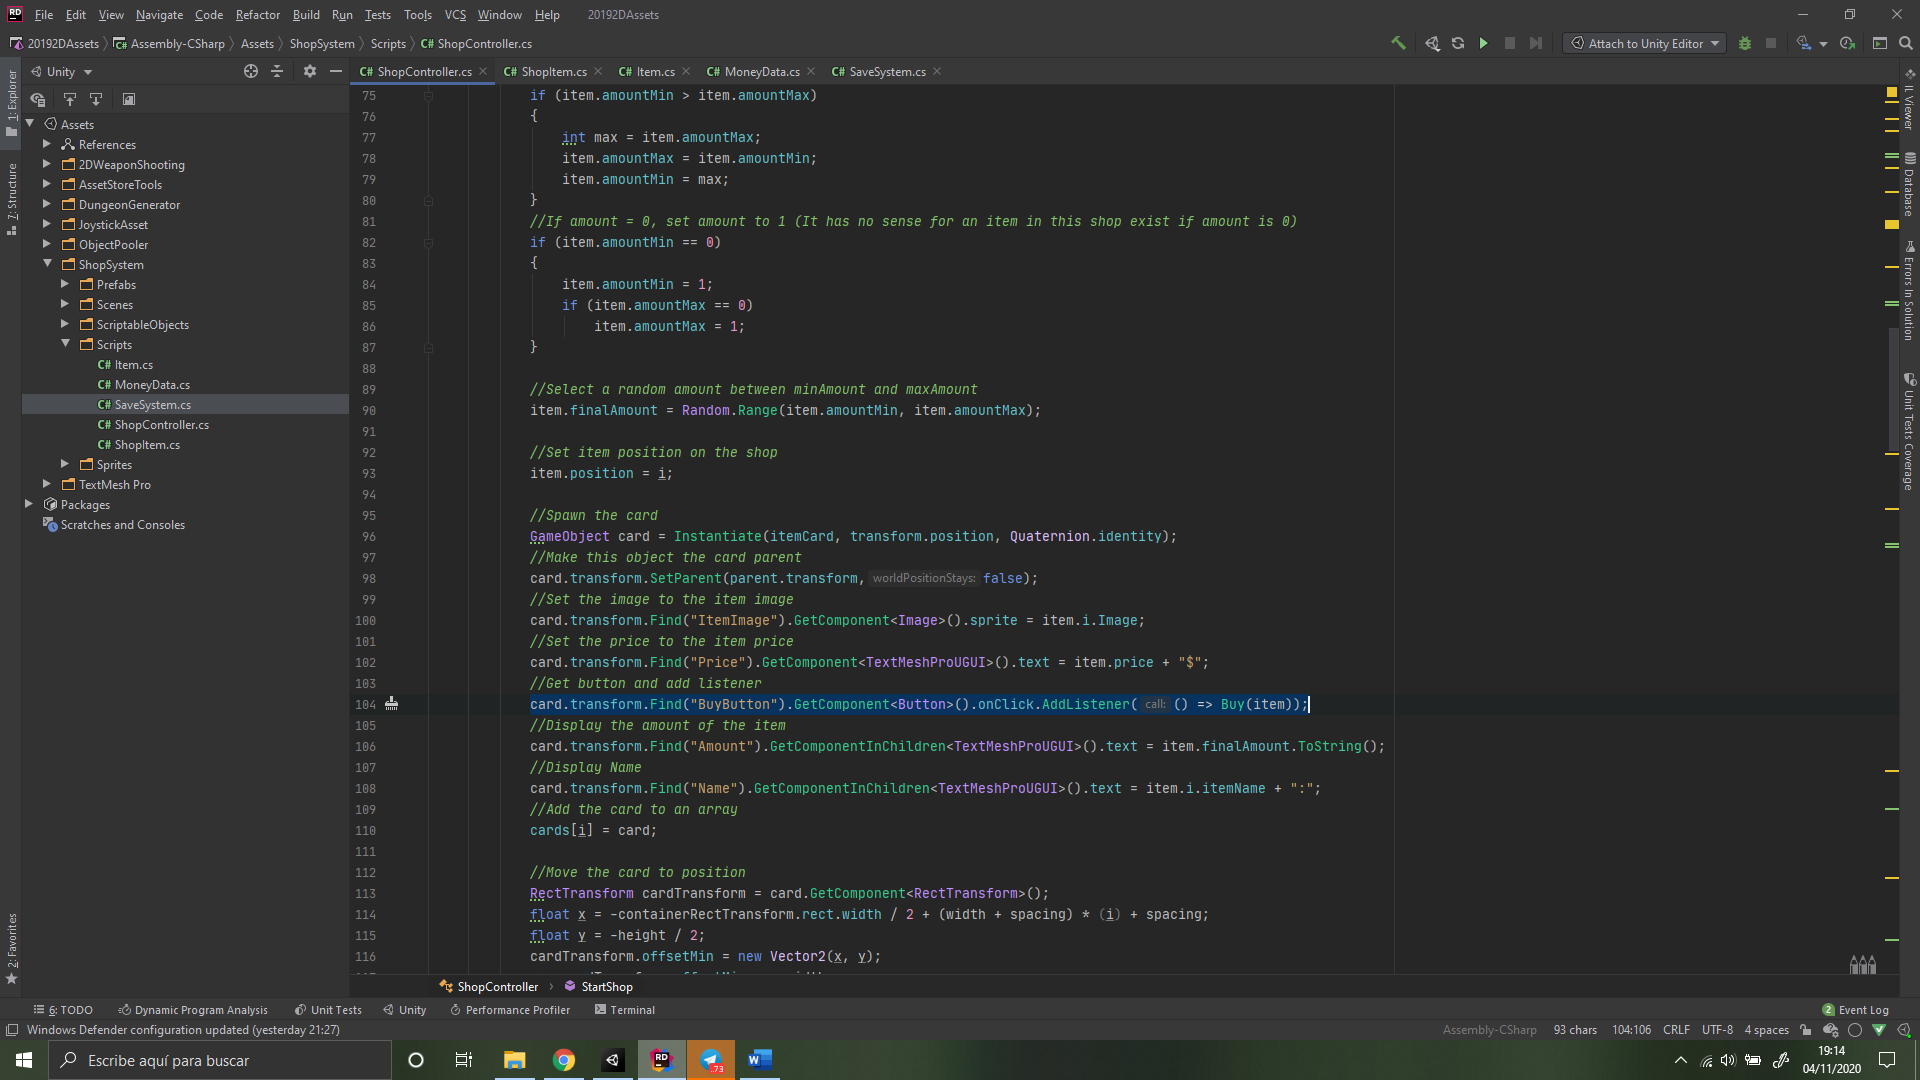 File Edit View Navigate Code Refactor Build Run Tests Tools VCS Window Help 20192DAssets
20192DAssets Assembly-CSharp Assets ShopSystem Scripts C# ShopController.cs Attach to Unity Editor
Unity
C# ShopController.cs C# ShopItem.cs C# Item.cs C# MoneyData.cs C# SaveSystem.cs
1: Explorer
7: Structure
2: Favorites
Assets
References
2DWeaponShooting
AssetStoreTools
DungeonGenerator
JoystickAsset
ObjectPooler
ShopSystem
Prefabs
Scenes
ScriptableObjects
Scripts
C# Item.cs
C# MoneyData.cs
C# SaveSystem.cs
C# ShopController.cs
C# ShopItem.cs
Sprites
TextMesh Pro
Packages
Scratches and Consoles
75 if (item.amountMin > item.amountMax)
76 {
77 int max = item.amountMax;
78 item.amountMax = item.amountMin;
79 item.amountMin = max;
80 }
81 //If amount = 0, set amount to 1 (It has no sense for an item in this shop exist if amount is 0)
82 if (item.amountMin == 0)
83 {
84 item.amountMin = 1;
85 if (item.amountMax == 0)
86 item.amountMax = 1;
87 }
88
89 //Select a random amount between minAmount and maxAmount
90 item.finalAmount = Random.Range(item.amountMin, item.amountMax);
91
92 //Set item position on the shop
93 item.position = i;
94
95 //Spawn the card
96 GameObject card = Instantiate(itemCard, transform.position, Quaternion.identity);
97 //Make this object the card parent
98 card.transform.SetParent(parent.transform, worldPositionStays: false);
99 //Set the image to the item image
100 card.transform.Find("ItemImage").GetComponent<Image>().sprite = item.i.Image;
101 //Set the price to the item price
102 card.transform.Find("Price").GetComponent<TextMeshProUGUI>().text = item.price + "$";
103 //Get button and add listener
104 card.transform.Find("BuyButton").GetComponent<Button>().onClick.AddListener( call: () => Buy(item));
105 //Display the amount of the item
106 card.transform.Find("Amount").GetComponentInChildren<TextMeshProUGUI>().text = item.finalAmount.ToString();
107 //Display Name
108 card.transform.Find("Name").GetComponentInChildren<TextMeshProUGUI>().text = item.i.itemName + ":";
109 //Add the card to an array
110 cards[i] = card;
111
112 //Move the card to position
113 RectTransform cardTransform = card.GetComponent<RectTransform>();
114 float x = -containerRectTransform.rect.width / 2 + (width + spacing) * (i) + spacing;
115 float y = -height / 2;
116 cardTransform.offsetMin = new Vector2(x, y);
IL Viewer
Database
Errors In Solution
Unit Tests Coverage
ShopController StartShop
6: TODO Dynamic Program Analysis Unit Tests Unity Performance Profiler Terminal 2 Event Log
Windows Defender configuration updated (yesterday 21:27) Assembly-CSharp 93 chars 104:106 CRLF UTF-8 4 spaces
Escribe aquí para buscar
73
19:14
04/11/2020